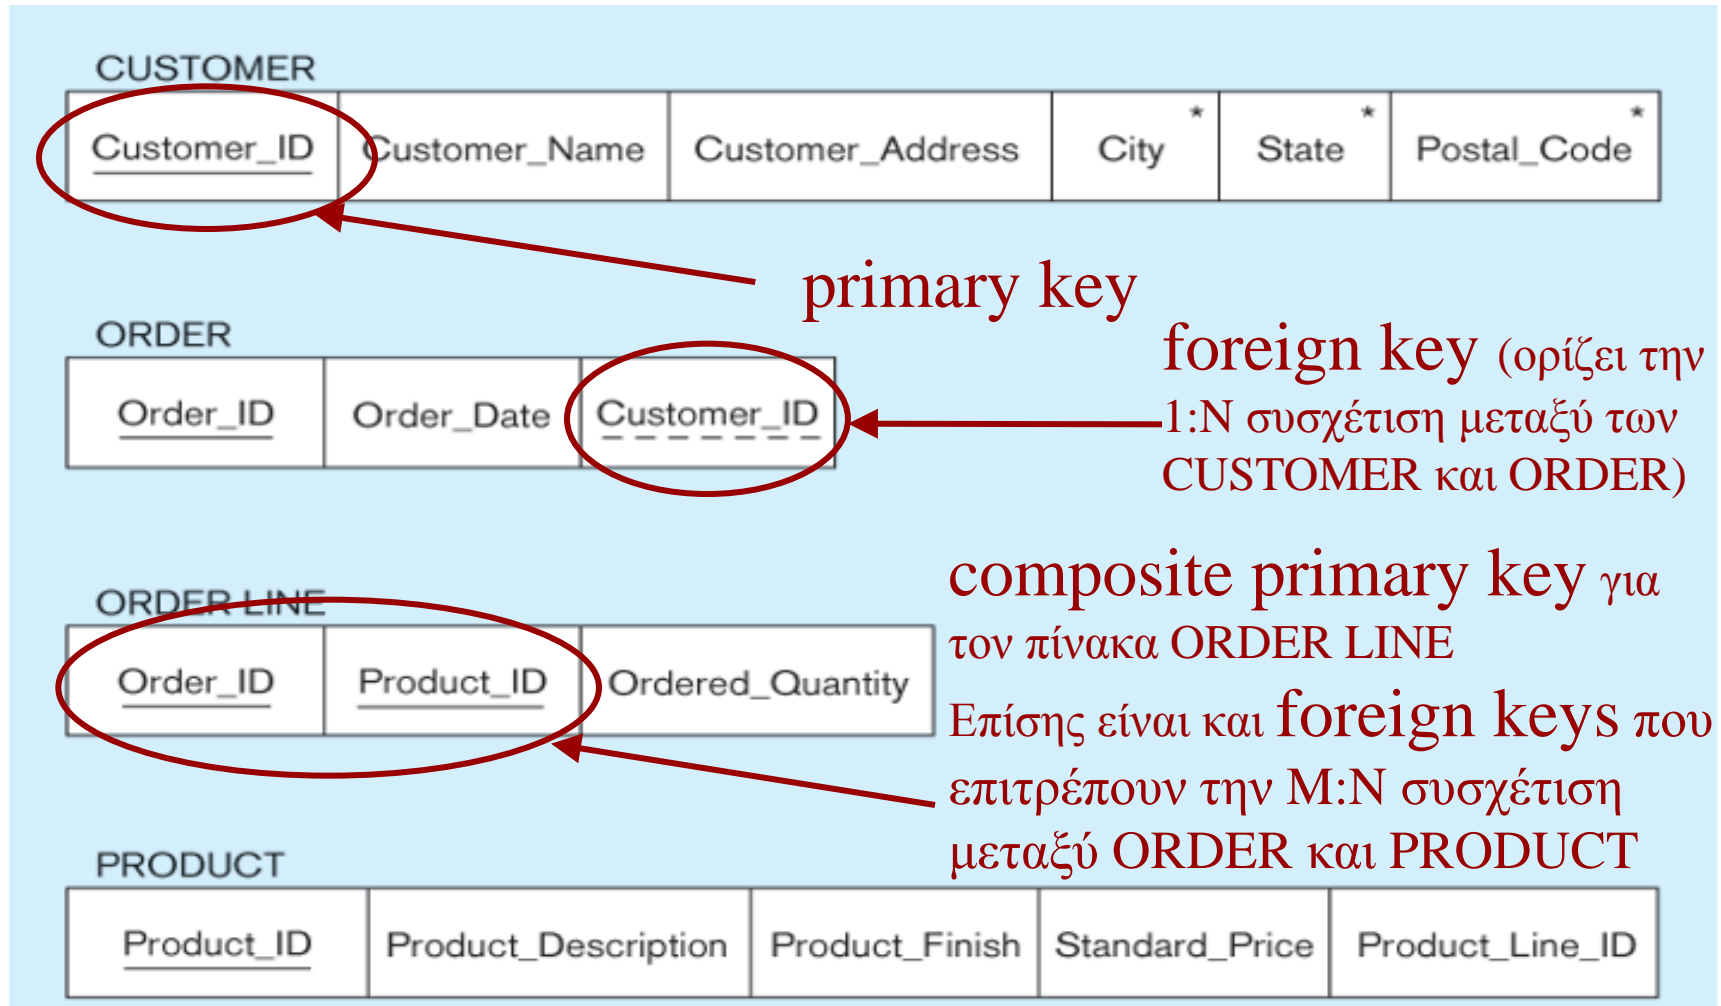 CUSTOMER
Customer_ID Customer_Name Customer_Address City * State * Postal_Code *
primary key
ORDER
Order_ID Order_Date Customer_ID
foreign key (ορίζει την
1:N συσχέτιση μεταξύ των
CUSTOMER και ORDER)
ORDER LINE
Order_ID Product_ID Ordered_Quantity
composite primary key για
τον πίνακα ORDER LINE
Επίσης είναι και foreign keys που
επιτρέπουν την M:N συσχέτιση
μεταξύ ORDER και PRODUCT
PRODUCT
Product_ID Product_Description Product_Finish Standard_Price Product_Line_ID